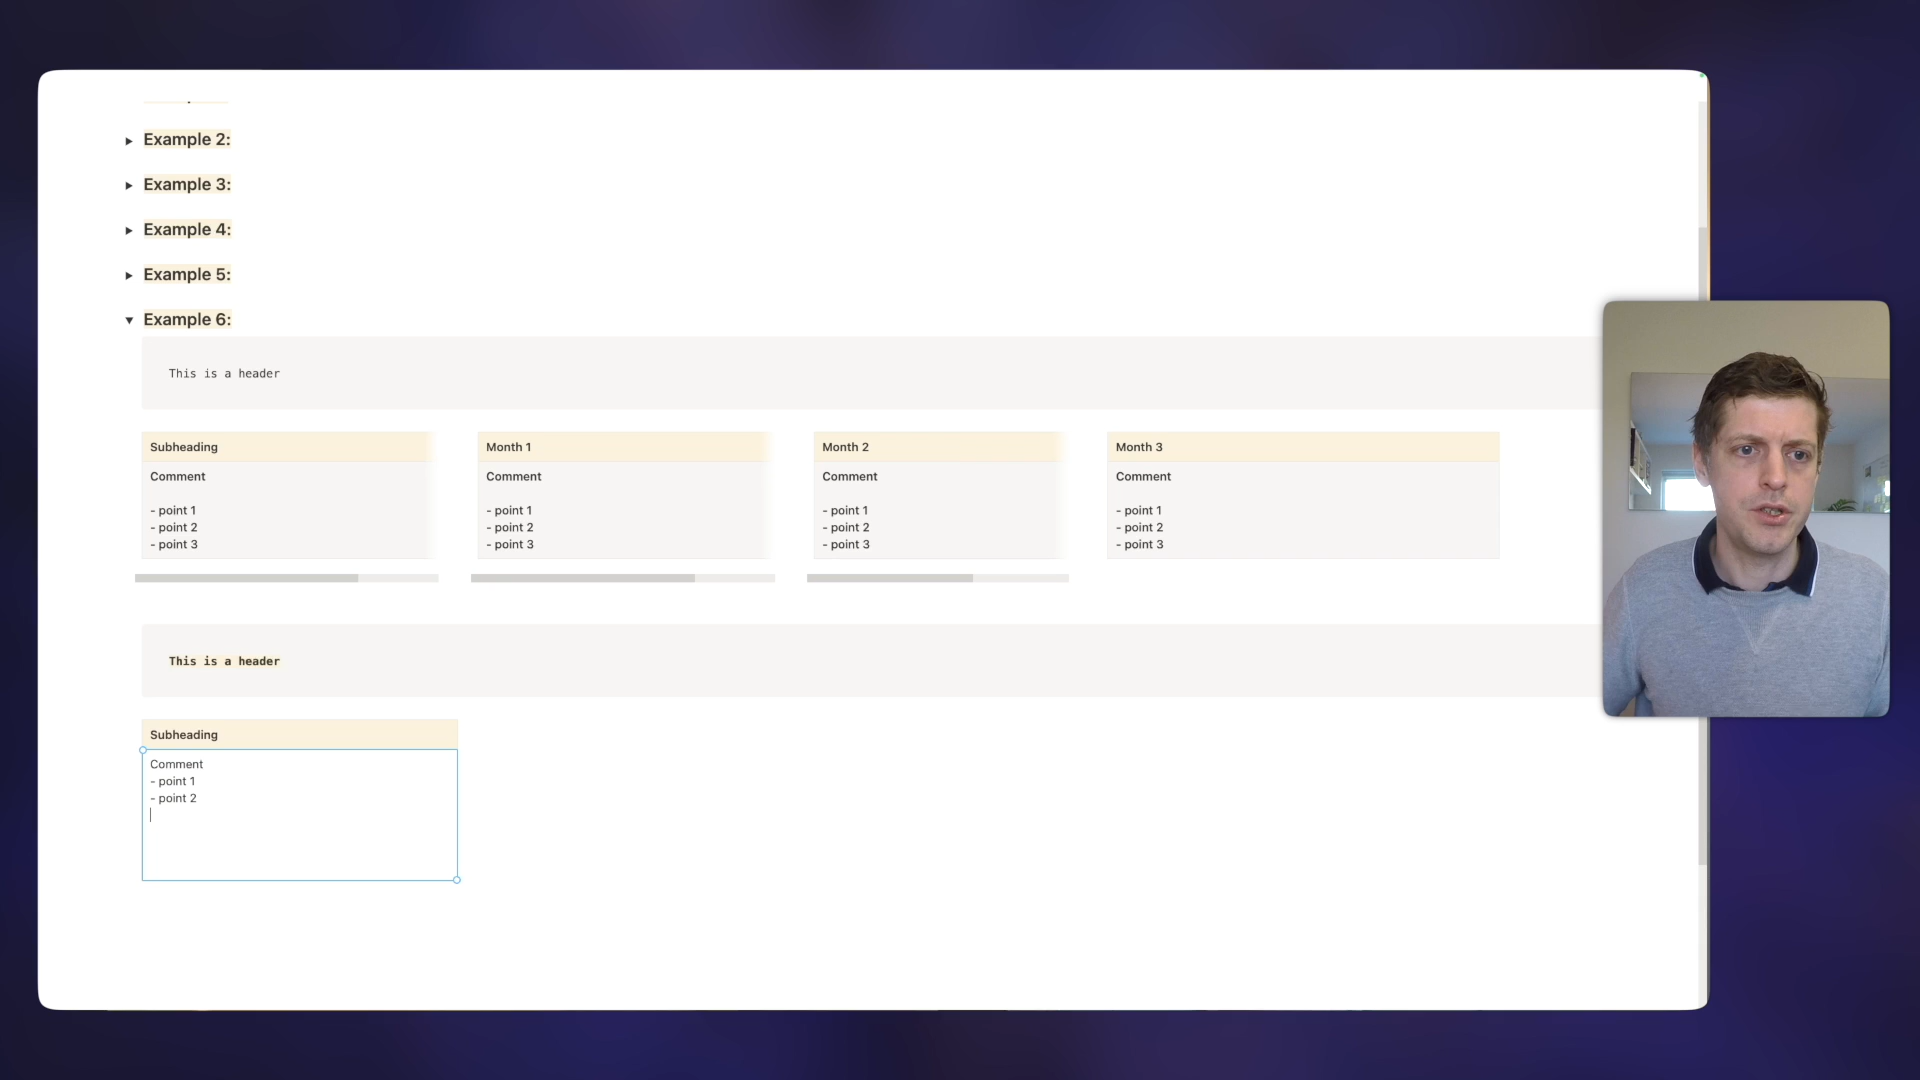 Example 2:
Example 3:
Example 4:
Example 5:
Example 6:
This is a header
Subheading
Comment
- point 1
- point 2
- point 3
Month 1
Comment
- point 1
- point 2
- point 3
Month 2
Comment
- point 1
- point 2
- point 3
Month 3
Comment
- point 1
- point 2
- point 3
This is a header
Subheading
Comment
- point 1
- point 2